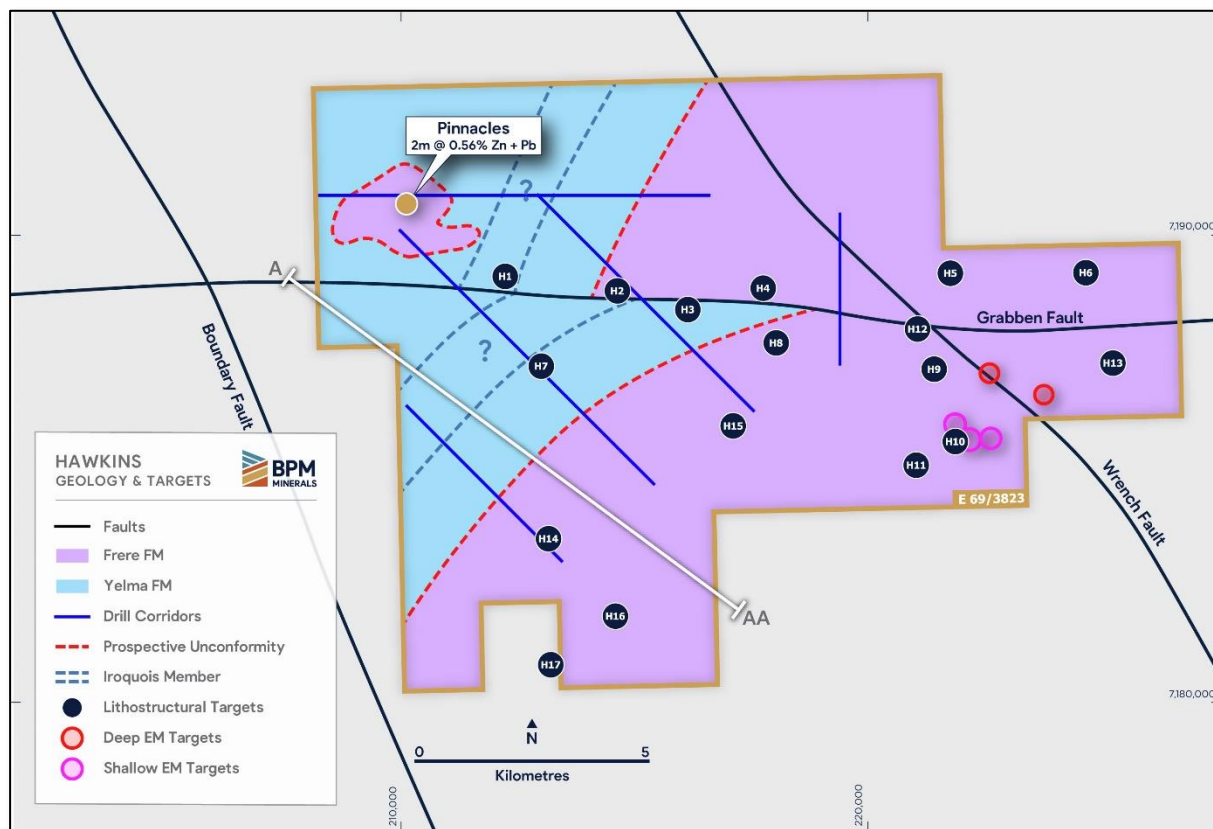 Pinnacles
2m @ 0.56% Zn + Pb
?
7,190,000
A
H1
H2
H3
H4
H5
H6
Grabben Fault
H12
H8
Boundary Fault
?
H7
H9
H13
H15
H10
H11
Wrench Fault
E 69/3823
HAWKINS
GEOLOGY & TARGETS
BPM
MINERALS
Faults
Frere FM
Yelma FM
Drill Corridors
Prospective Unconformity
Iroquois Member
Lithostructural Targets
Deep EM Targets
Shallow EM Targets
H14
H16
AA
H17
7,180,000
N
0 5
Kilometres
210,000
220,000